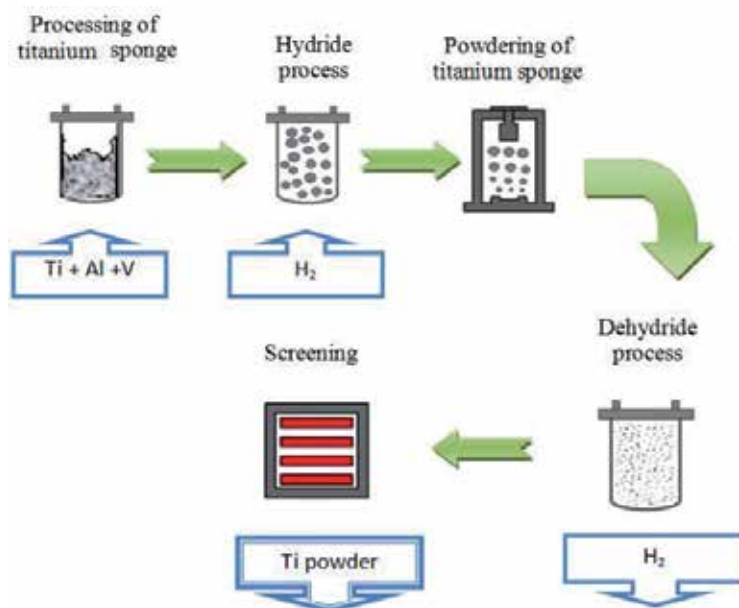 Processing of
titanium sponge
Hydride
process
Powdering of
titanium sponge
Ti + Al +V
H₂
Dehydride
process
Screening
Ti powder
H₂